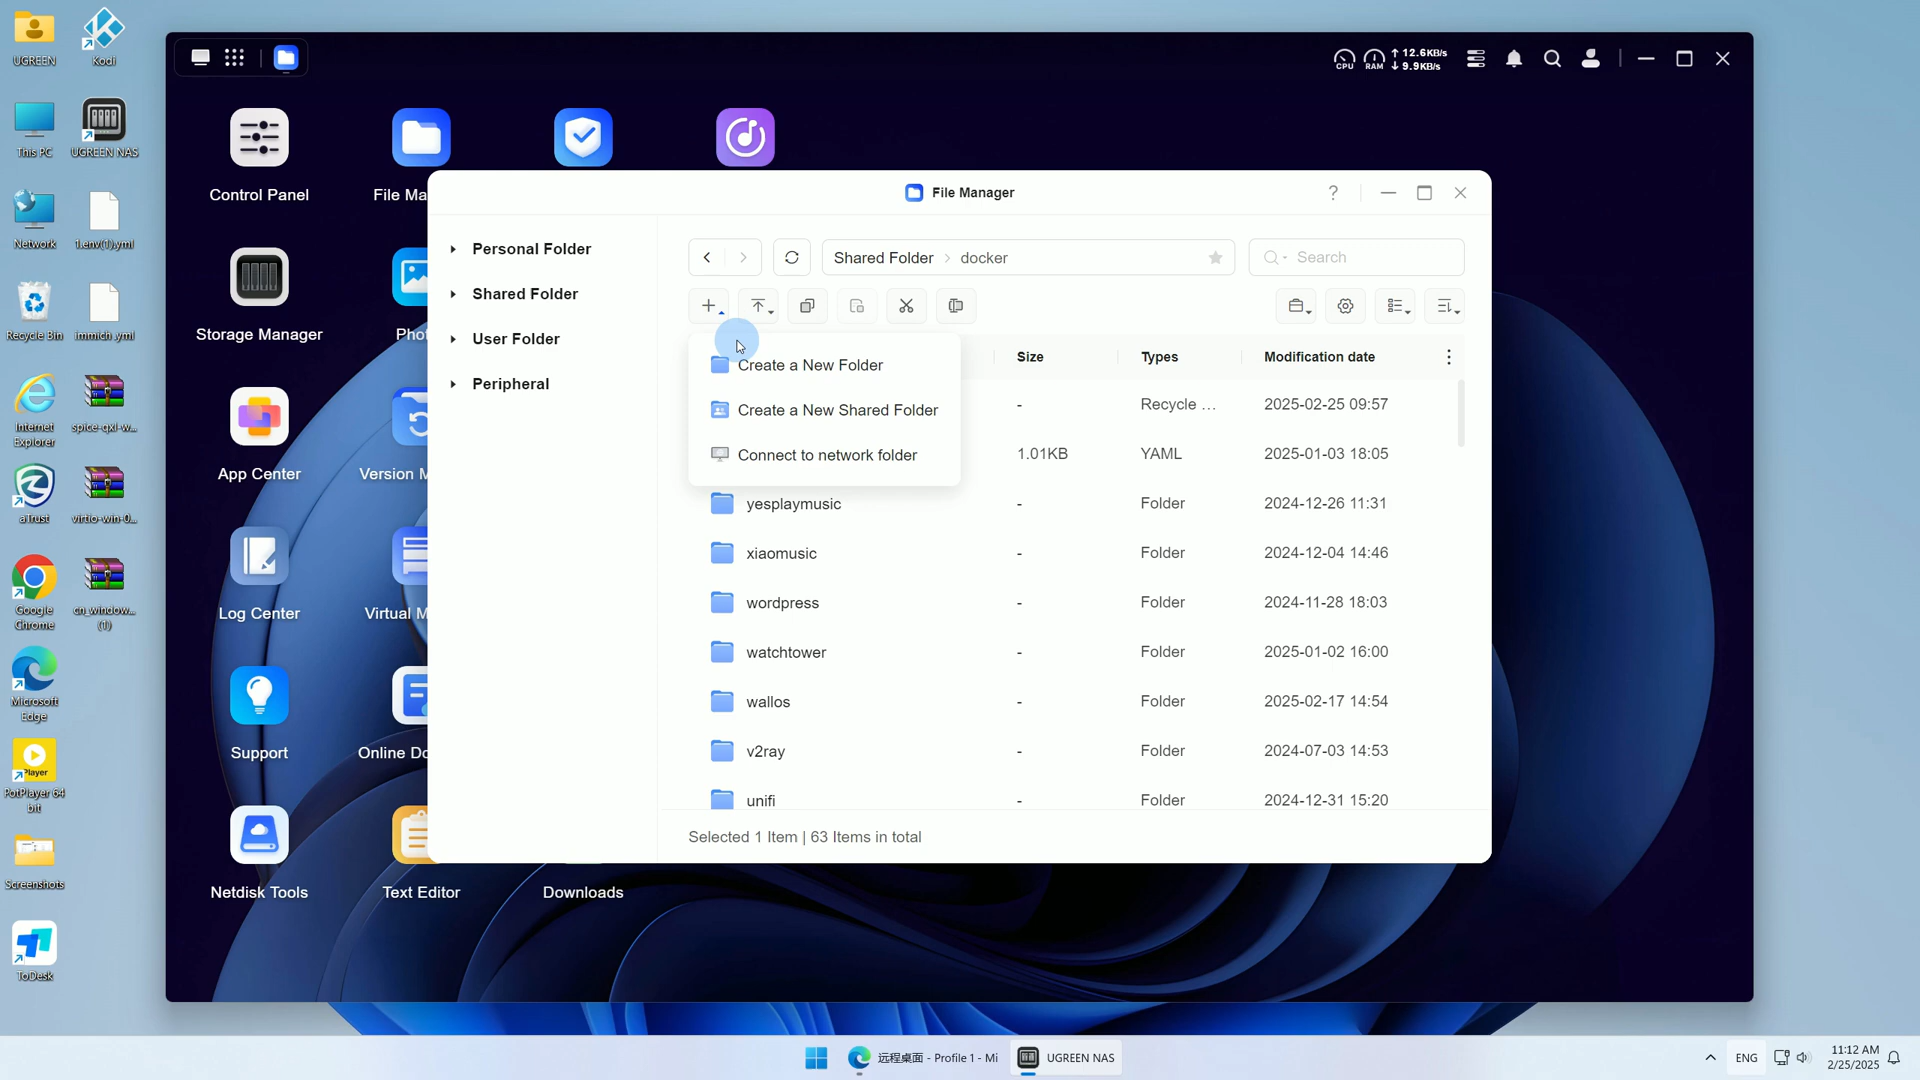 UGREEN
Kodi
This PC
UGREEN NAS
Network
1.env(1).yml
Recycle Bin
immich .yml
Internet
Explorer
spice-qxl-w...
aTrust
virtio-win-0...
Google
Chrome
cn_window...
(1)
Microsoft
Edge
Player
PotPlayer 64
bit
Screenshots
ToDesk
CPU
RAM
12.6KB/s
9.9KB/s
Control Panel
File Ma
Storage Manager
Phot
App Center
Version M
Log Center
Virtual M
Support
Online Do
Netdisk Tools
Text Editor
Downloads
File Manager
?
Personal Folder
Shared Folder
User Folder
Peripheral
Shared Folder > docker
Search
Create a New Folder
Create a New Shared Folder
Connect to network folder
Size
Types
Modification date
- Recycle ... 2025-02-25 09:57
1.01KB YAML 2025-01-03 18:05
yesplaymusic - Folder 2024-12-26 11:31
xiaomusic - Folder 2024-12-04 14:46
wordpress - Folder 2024-11-28 18:03
watchtower - Folder 2025-01-02 16:00
wallos - Folder 2025-02-17 14:54
v2ray - Folder 2024-07-03 14:53
unifi - Folder 2024-12-31 15:20
Selected 1 Item | 63 Items in total
远程桌面 - Profile 1 - Mi
UGREEN NAS
ENG
11:12 AM
2/25/2025